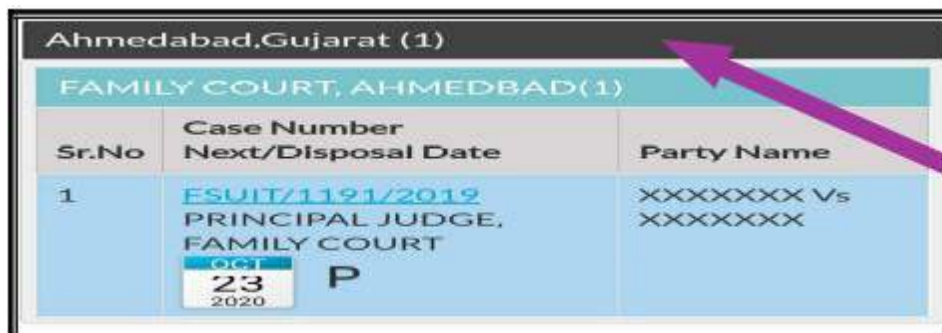 Ahmedabad,Gujarat (1)
FAMILY COURT, AHMEDBAD(1)
Sr.No
Case Number
Next/Disposal Date
Party Name
1
FSUIT/1191/2019
PRINCIPAL JUDGE,
FAMILY COURT
OCT
23
2020
P
XXXXXXX Vs
XXXXXXX